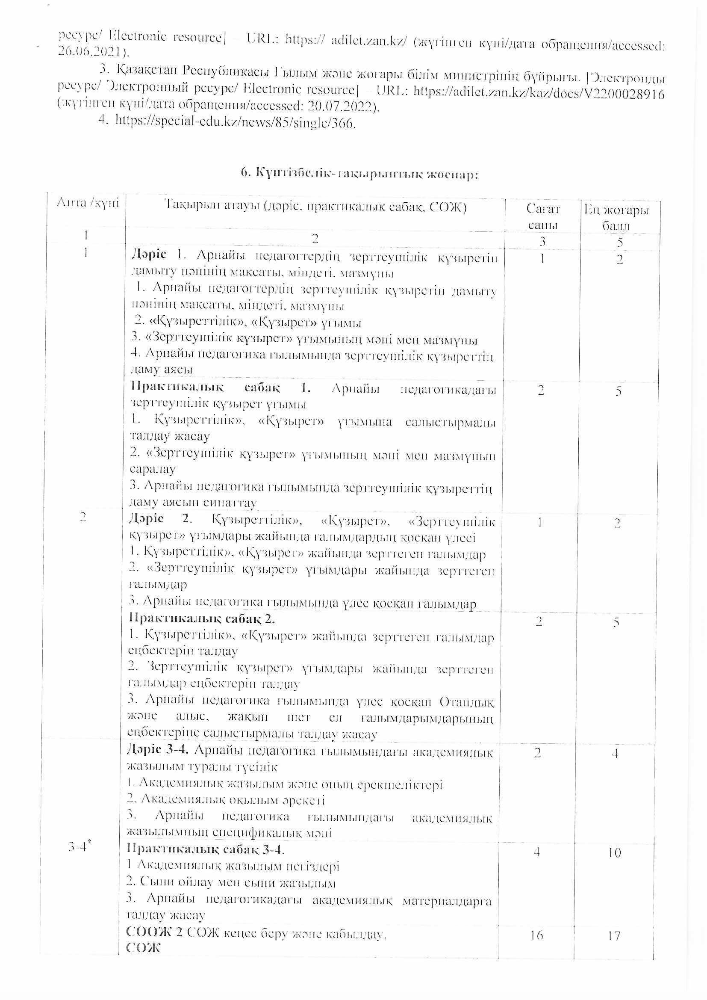 ресурс/ Electronic resource] – URL: https:// adilet.zan.kz/ (жүгінген күні/дата обращения/accessed:
26.06.2021).
3. Қазақстан Республикасы Ғылым және жоғары білім министрінің бұйрығы. [Электронды
ресурс/ Электронный ресурс/ Electronic resource] – URL: https://adilet.zan.kz/kaz/docs/V2200028916
(жүгінген күні/дата обращения/accessed: 20.07.2022).
4. https://special-edu.kz/news/85/single/366.
6. Күнтізбелік-тақырыптық жоспар:
Апта /күні
Тақырып атауы (дәріс, практикалық сабақ, СОЖ)
Сағат
саны
Ең жоғары
балл
1
2
3
5
1
Дәріс 1. Арнайы педагогтердің зерттеушілік құзыретін
1
2
дамыту пәнінің мақсаты, міндеті, мазмұны
1. Арнайы педагогтердің зерттеушілік құзыретін дамыту
пәнінің мақсаты, міндеті, мазмұны
2. «Құзыреттілік», «Құзырет» ұғымы
3. «Зерттеушілік құзырет» ұғымының мәні мен мазмұны
4. Арнайы педагогика ғылымында зерттеушілік құзыреттің
даму аясы
Практикалық сабақ 1. Арнайы педагогикадағы
2
5
зерттеушілік құзырет ұғымы
1. Құзыреттілік», «Құзырет» ұғымына салыстырмалы
талдау жасау
2. «Зерттеушілік құзырет» ұғымының мәні мен мазмұнын
саралау
3. Арнайы педагогика ғылымында зерттеушілік құзыреттің
даму аясын сипаттау
2
Дәріс 2. Құзыреттілік», «Құзырет», «Зерттеушілік
1
2
құзырет» ұғымдары жайында ғалымдардың қосқан үлесі
1. Құзыреттілік», «Құзырет» жайында зерттеген ғалымдар
2. «Зерттеушілік құзырет» ұғымдары жайында зерттеген
ғалымдар
3. Арнайы педагогика ғылымында үлес қосқан ғалымдар
Практикалық сабақ 2.
2
5
1. Құзыреттілік», «Құзырет» жайында зерттеген ғалымдар
еңбектерін талдау
2. Зерттеушілік құзырет» ұғымдары жайында зерттеген
ғалымдар еңбектерін талдау
3. Арнайы педагогика ғылымында үлес қосқан Отандық
және алыс, жақын шет ел ғалымдарымдарының
еңбектеріне салыстырмалы талдау жасау
Дәріс 3-4. Арнайы педагогика ғылымындағы академиялық
2
4
жазылым туралы түсінік
1. Академиялық жазылым және оның ерекшеліктері
2. Академиялық оқылым әрекеті
3. Арнайы педагогика ғылымындағы академиялық
жазылымның спецификалық мәні
3-4*
Практикалық сабақ 3-4.
4
10
1 Академиялық жазылым негіздері
2. Сыни ойлау мен сыни жазылым
3. Арнайы педагогикадағы академиялық материалдарға
талдау жасау
СООЖ 2 СОЖ кеңес беру және қабылдау.
16
17
СОЖ